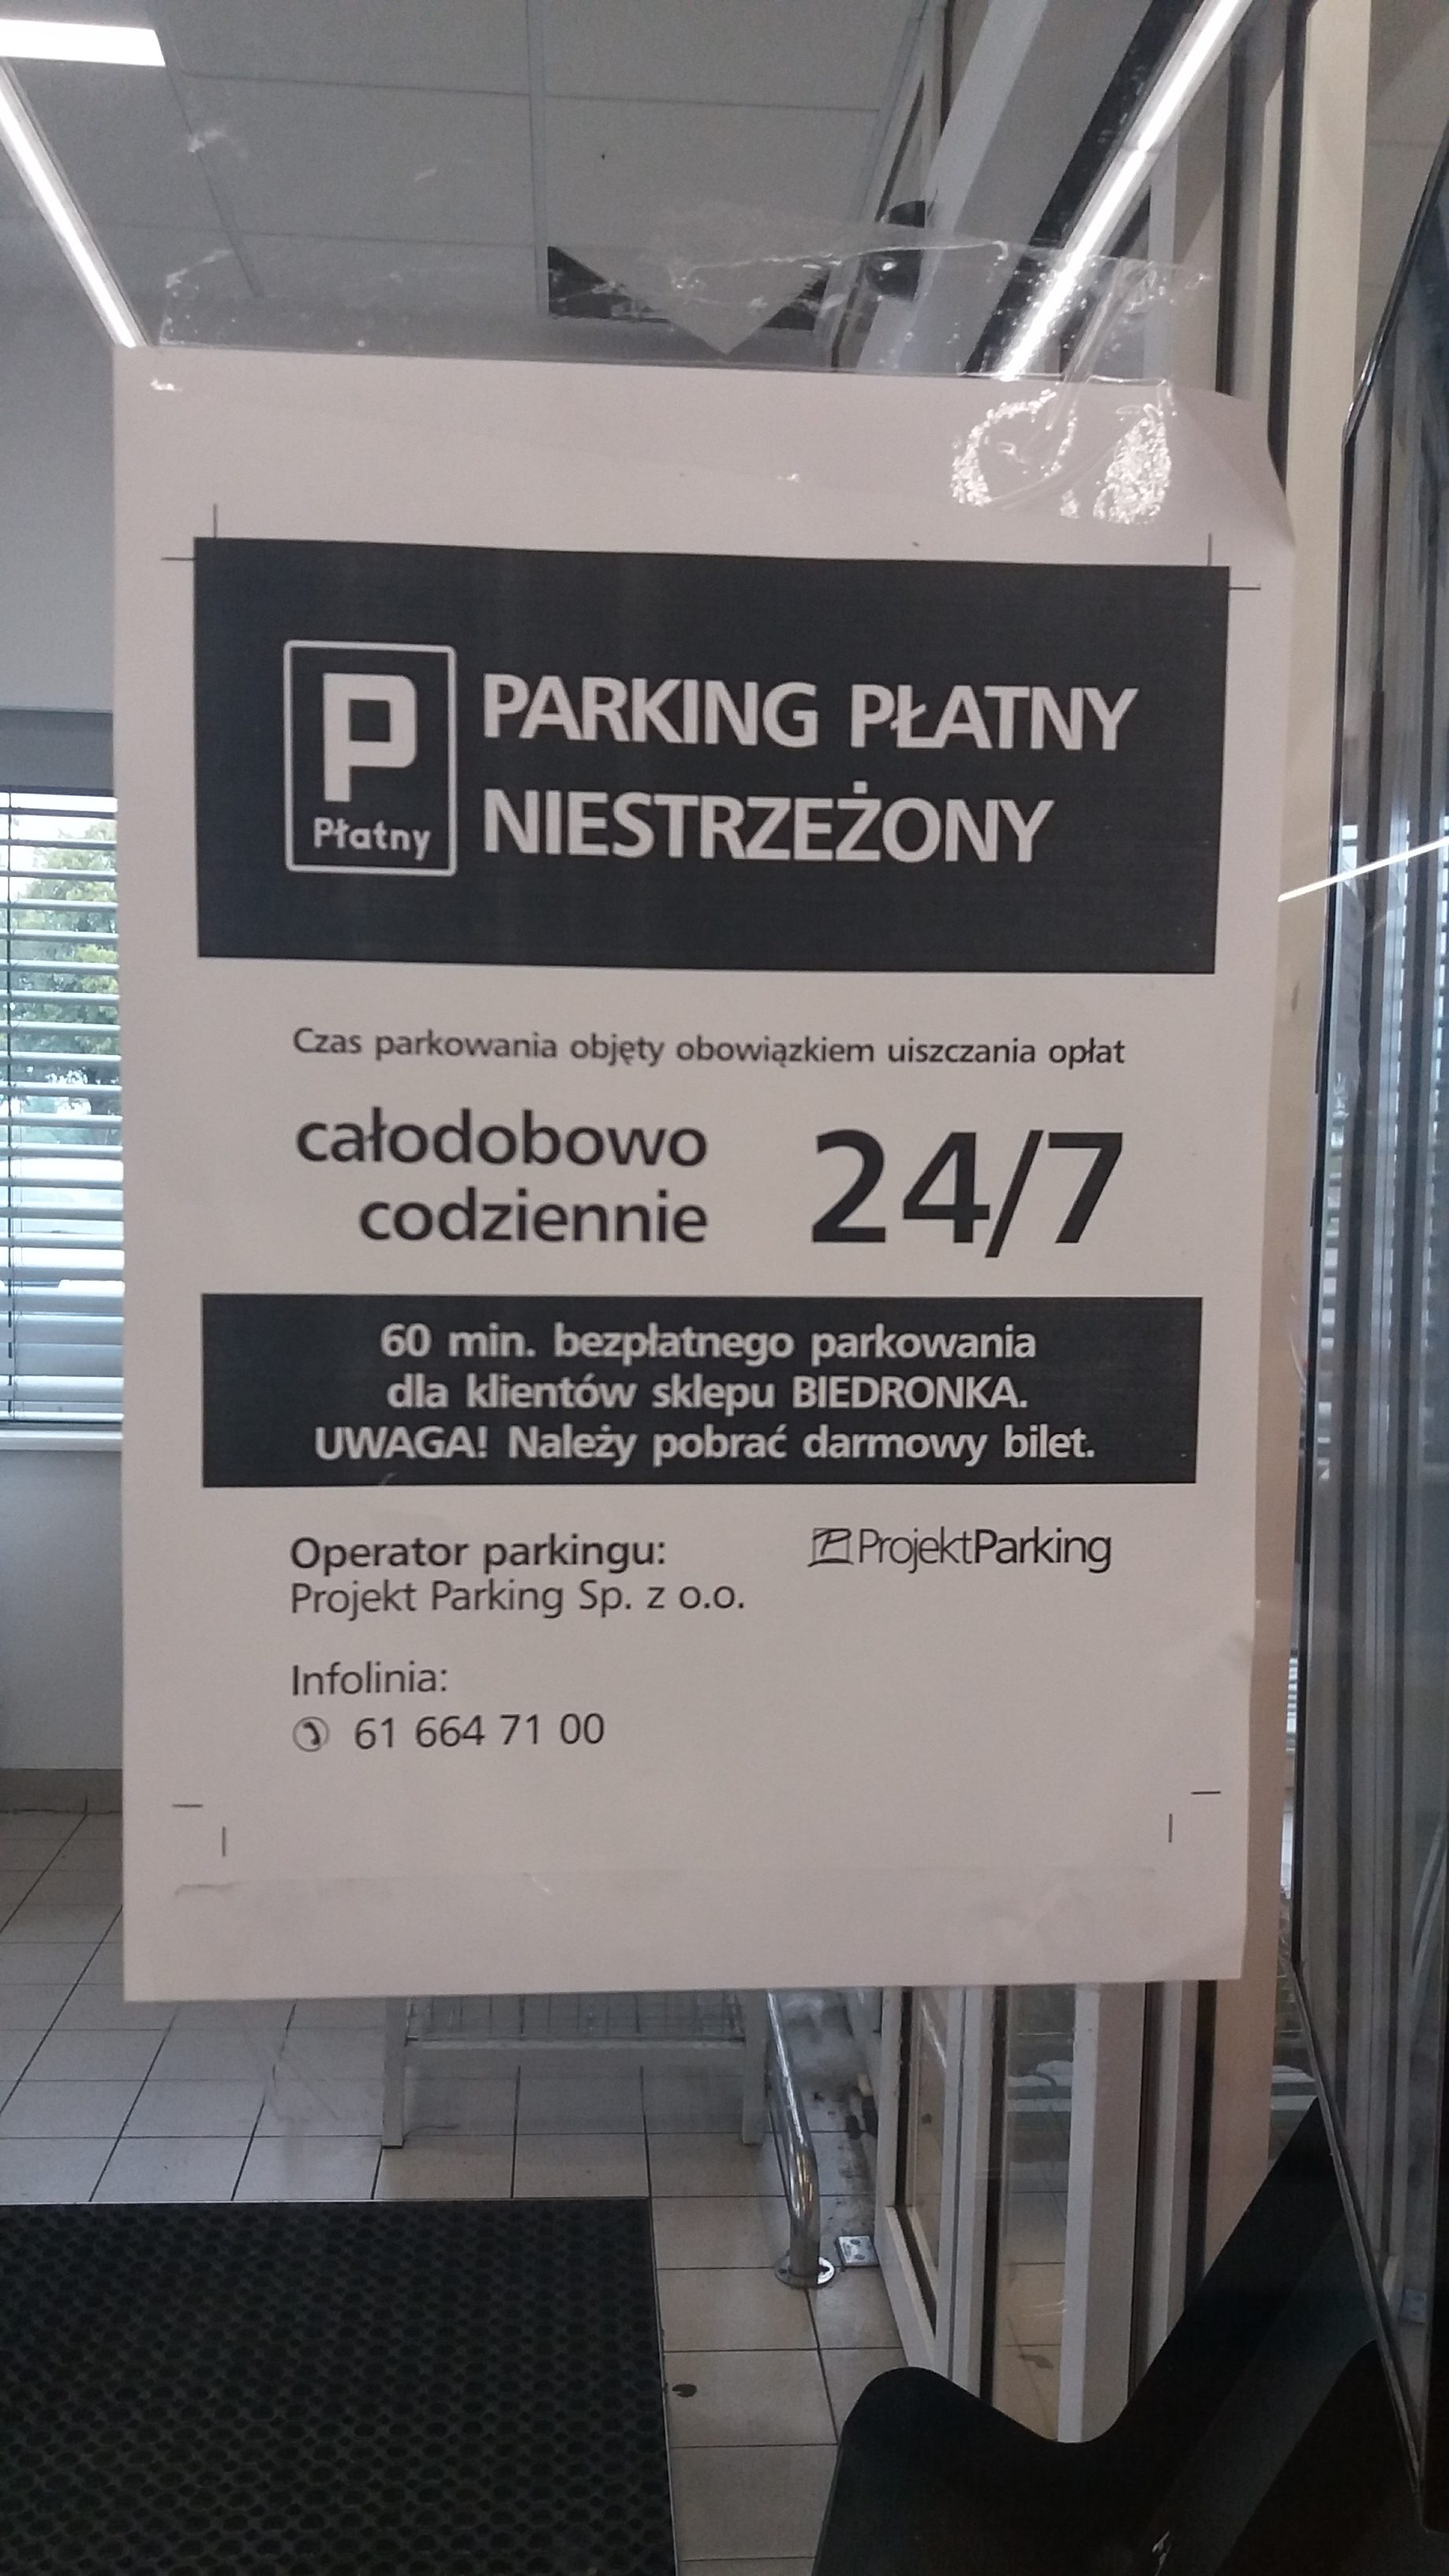 P
Płatny
PARKING PŁATNY
NIESTRZEŻONY
Czas parkowania objęty obowiązkiem uiszczania opłat
całodobowo
codziennie
24/7
60 min. bezpłatnego parkowania
dla klientów sklepu BIEDRONKA.
UWAGA! Należy pobrać darmowy bilet.
Operator parkingu:
Projekt Parking Sp. z o.o.
ProjektParking
Infolinia:
61 664 71 00